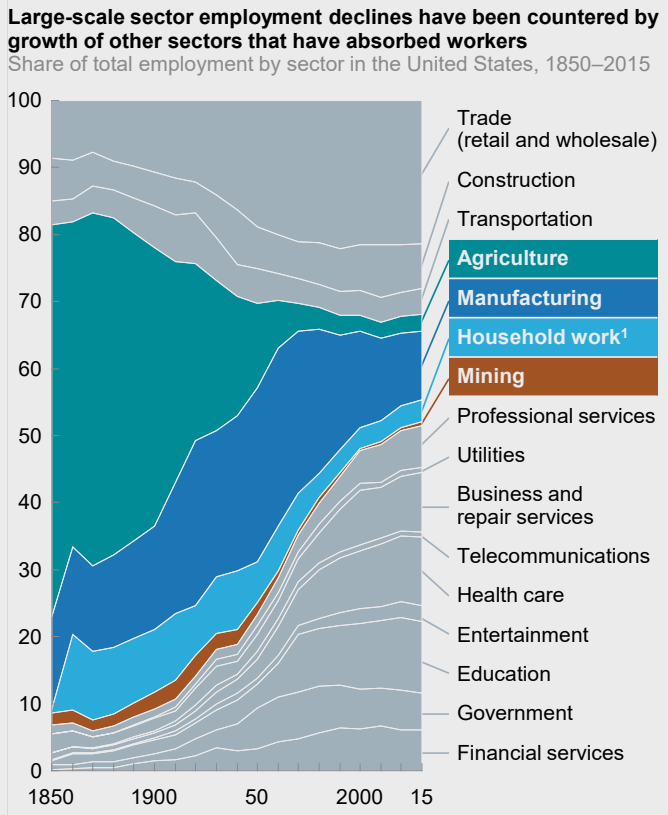 Large-scale sector employment declines have been countered by
growth of other sectors that have absorbed workers
Share of total employment by sector in the United States, 1850–2015
100
90
80
70
60
50
40
30
20
10
0
1850
1900
50
2000
15
Trade
(retail and wholesale)
Construction
Transportation
Agriculture
Manufacturing
Household work¹
Mining
Professional services
Utilities
Business and
repair services
Telecommunications
Health care
Entertainment
Education
Government
Financial services